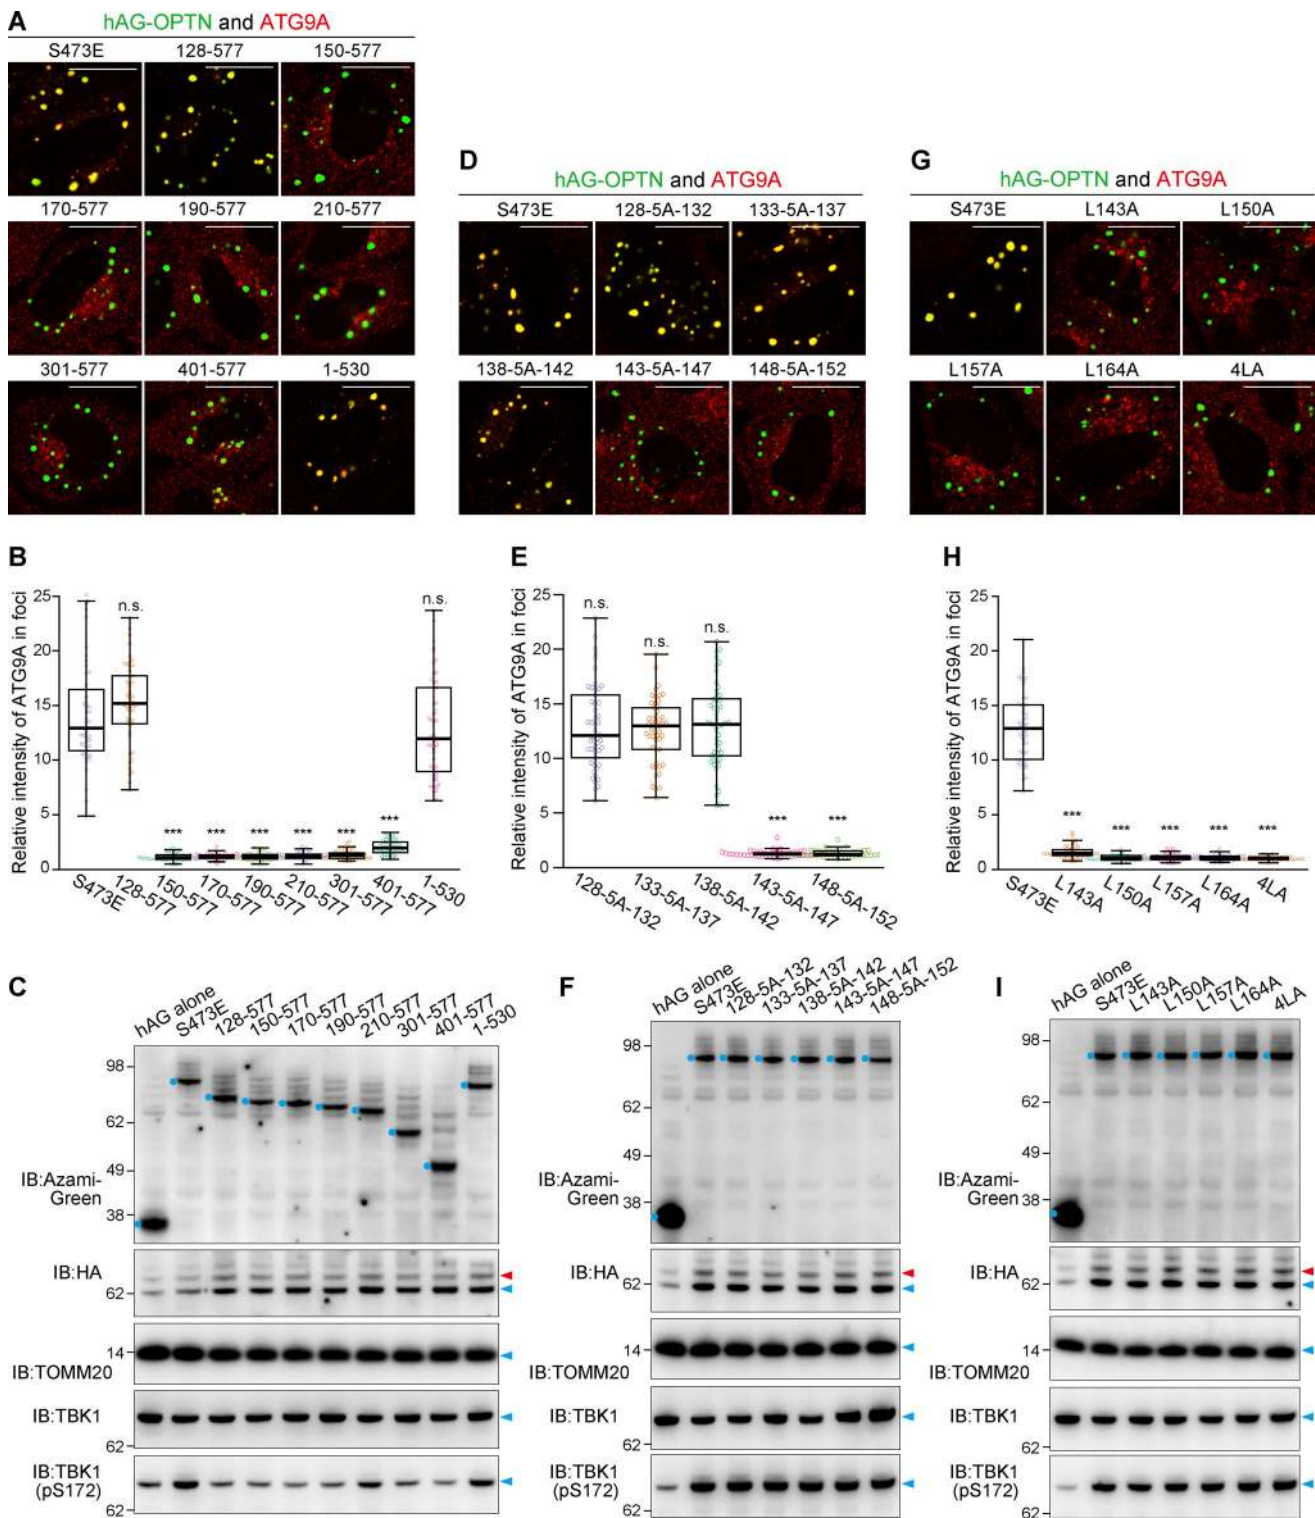 A
hAG-OPTN and ATG9A
S473E 128-577 150-577
170-577 190-577 210-577
301-577 401-577 1-530
D
hAG-OPTN and ATG9A
S473E 128-5A-132 133-5A-137
138-5A-142 143-5A-147 148-5A-152
G
hAG-OPTN and ATG9A
S473E L143A L150A
L157A L164A 4LA
B
Relative intensity of ATG9A in foci
25
20
15
10
5
0
n.s.
*** *** *** *** *** ***
n.s.
S473E 128-577 150-577 170-577 190-577 210-577 301-577 401-577 1-530
E
Relative intensity of ATG9A in foci
25
20
15
10
5
0
n.s. n.s. n.s.
*** ***
128-5A-132 133-5A-137 138-5A-142 143-5A-147 148-5A-152
H
Relative intensity of ATG9A in foci
25
20
15
10
5
0
*** *** *** *** ***
S473E L143A L150A L157A L164A 4LA
C
hAG alone S473E 128-577 150-577 170-577 190-577 210-577 301-577 401-577 1-530
98
62
49
IB:Azami-
Green
38
IB:HA
62
14
IB:TOMM20
IB:TBK1
62
IB:TBK1
(pS172)
62
F
hAG alone S473E 128-5A-132 133-5A-137 138-5A-142 143-5A-147 148-5A-152
98
62
49
IB:Azami-
Green
38
IB:HA
62
14
IB:TOMM20
IB:TBK1
62
IB:TBK1
(pS172)
62
I
hAG alone S473E L143A L150A L157A L164A 4LA
98
62
49
IB:Azami-
Green
38
IB:HA
62
14
IB:TOMM20
IB:TBK1
62
IB:TBK1
(pS172)
62